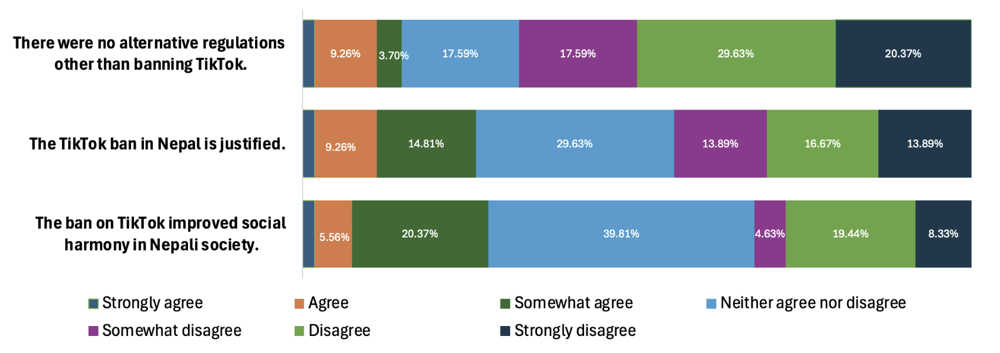 There were no alternative regulations
other than banning TikTok.
9.26% 3.70% 17.59% 17.59% 29.63% 20.37%
The TikTok ban in Nepal is justified.
9.26% 14.81% 29.63% 13.89% 16.67% 13.89%
The ban on TikTok improved social
harmony in Nepali society.
5.56% 20.37% 39.81% 4.63% 19.44% 8.33%
Strongly agree Agree Somewhat agree Neither agree nor disagree
Somewhat disagree Disagree Strongly disagree